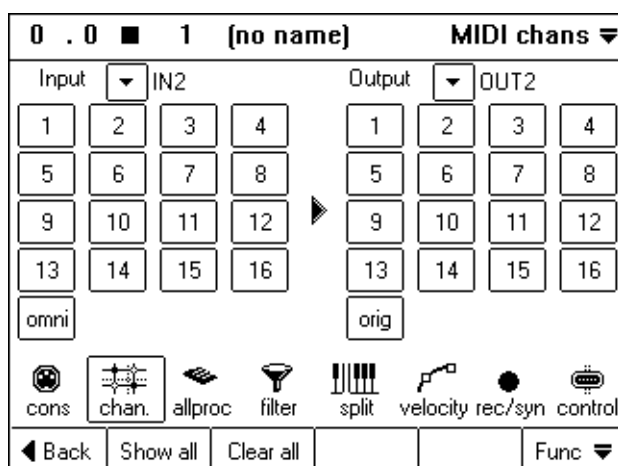 0 . 0 ■ 1 (no name) MIDI chans
Input IN2 Output OUT2
1 2 3 4 1 2 3 4
5 6 7 8 5 6 7 8
9 10 11 12 9 10 11 12
13 14 15 16 13 14 15 16
omni orig
cons chan. allproc filter split velocity rec/syn control
Back Show all Clear all Func